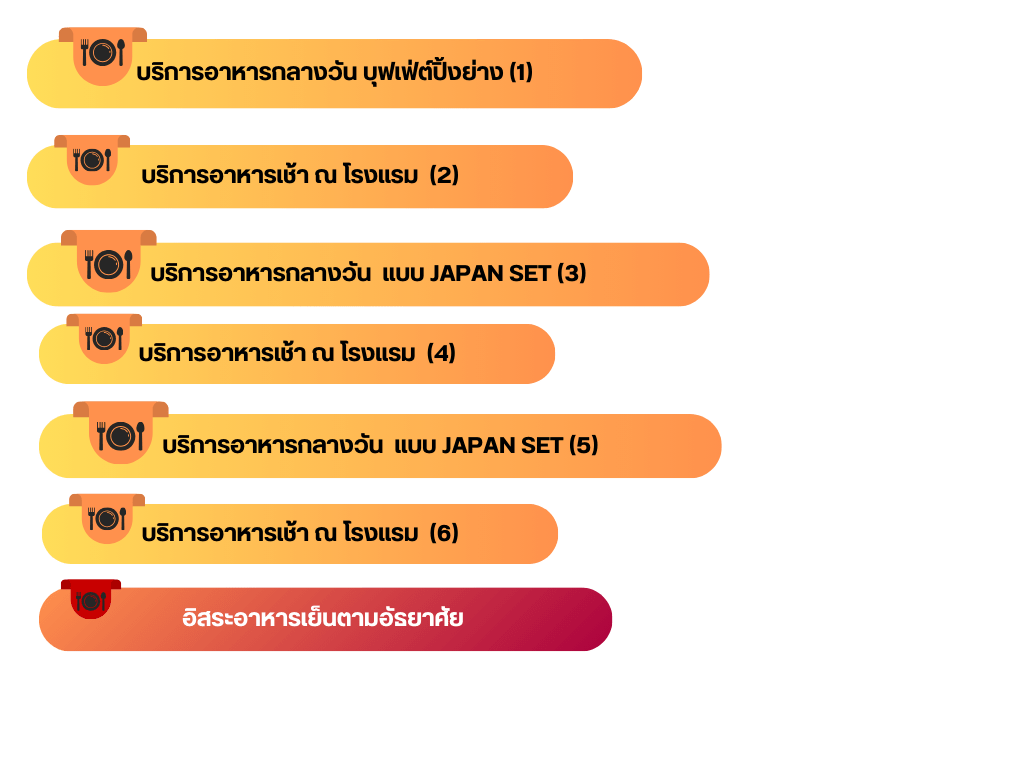 บริการอาหารกลางวัน บุฟเฟ่ต์ปิ้งย่าง (1)
บริการอาหารเช้า ณ โรงแรม (2)
บริการอาหารกลางวัน แบบ JAPAN SET (3)
บริการอาหารเช้า ณ โรงแรม (4)
บริการอาหารกลางวัน แบบ JAPAN SET (5)
บริการอาหารเช้า ณ โรงแรม (6)
อิสระอาหารเย็นตามอัธยาศัย